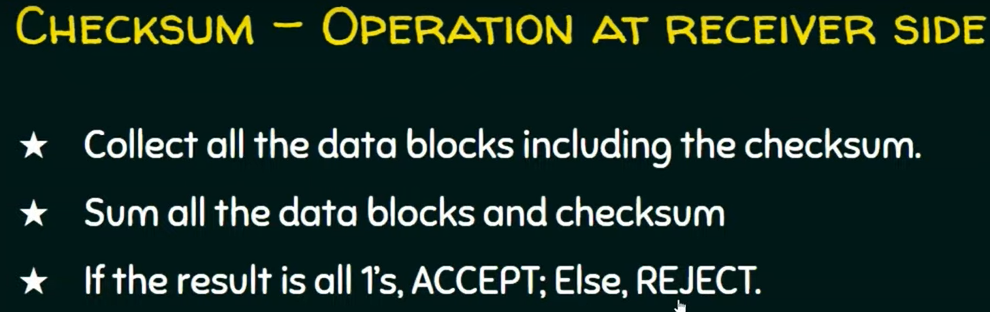 CHECKSUM – OPERATION AT RECEIVER SIDE
★ Collect all the data blocks including the checksum.
★ Sum all the data blocks and checksum
★ If the result is all 1's, ACCEPT; Else, REJECT.